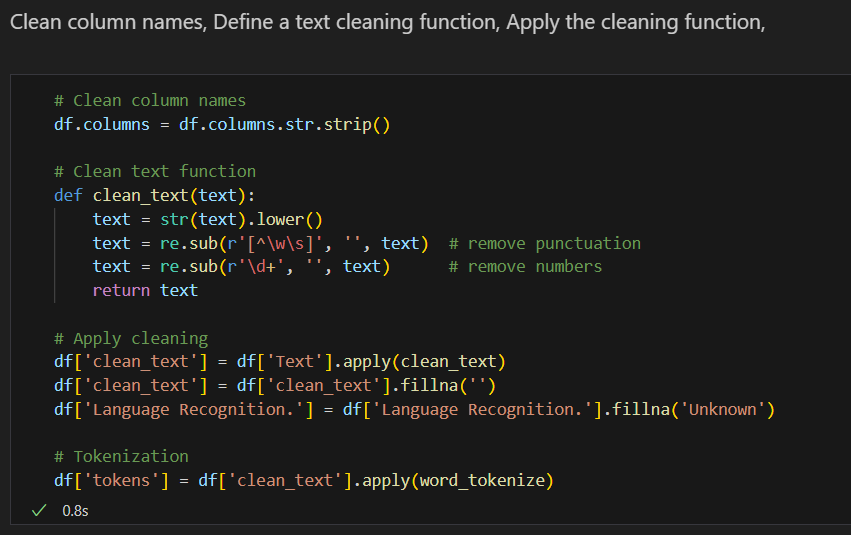 Clean column names, Define a text cleaning function, Apply the cleaning function,
# Clean column names
df.columns = df.columns.str.strip()
# Clean text function
def clean_text(text):
    text = str(text).lower()
    text = re.sub(r'[^\w\s]', '', text)  # remove punctuation
    text = re.sub(r'\d+', '', text)      # remove numbers
    return text
# Apply cleaning
df['clean_text'] = df['Text'].apply(clean_text)
df['clean_text'] = df['clean_text'].fillna('')
df['Language Recognition.'] = df['Language Recognition.'].fillna('Unknown')
# Tokenization
df['tokens'] = df['clean_text'].apply(word_tokenize)
✓ 0.8s